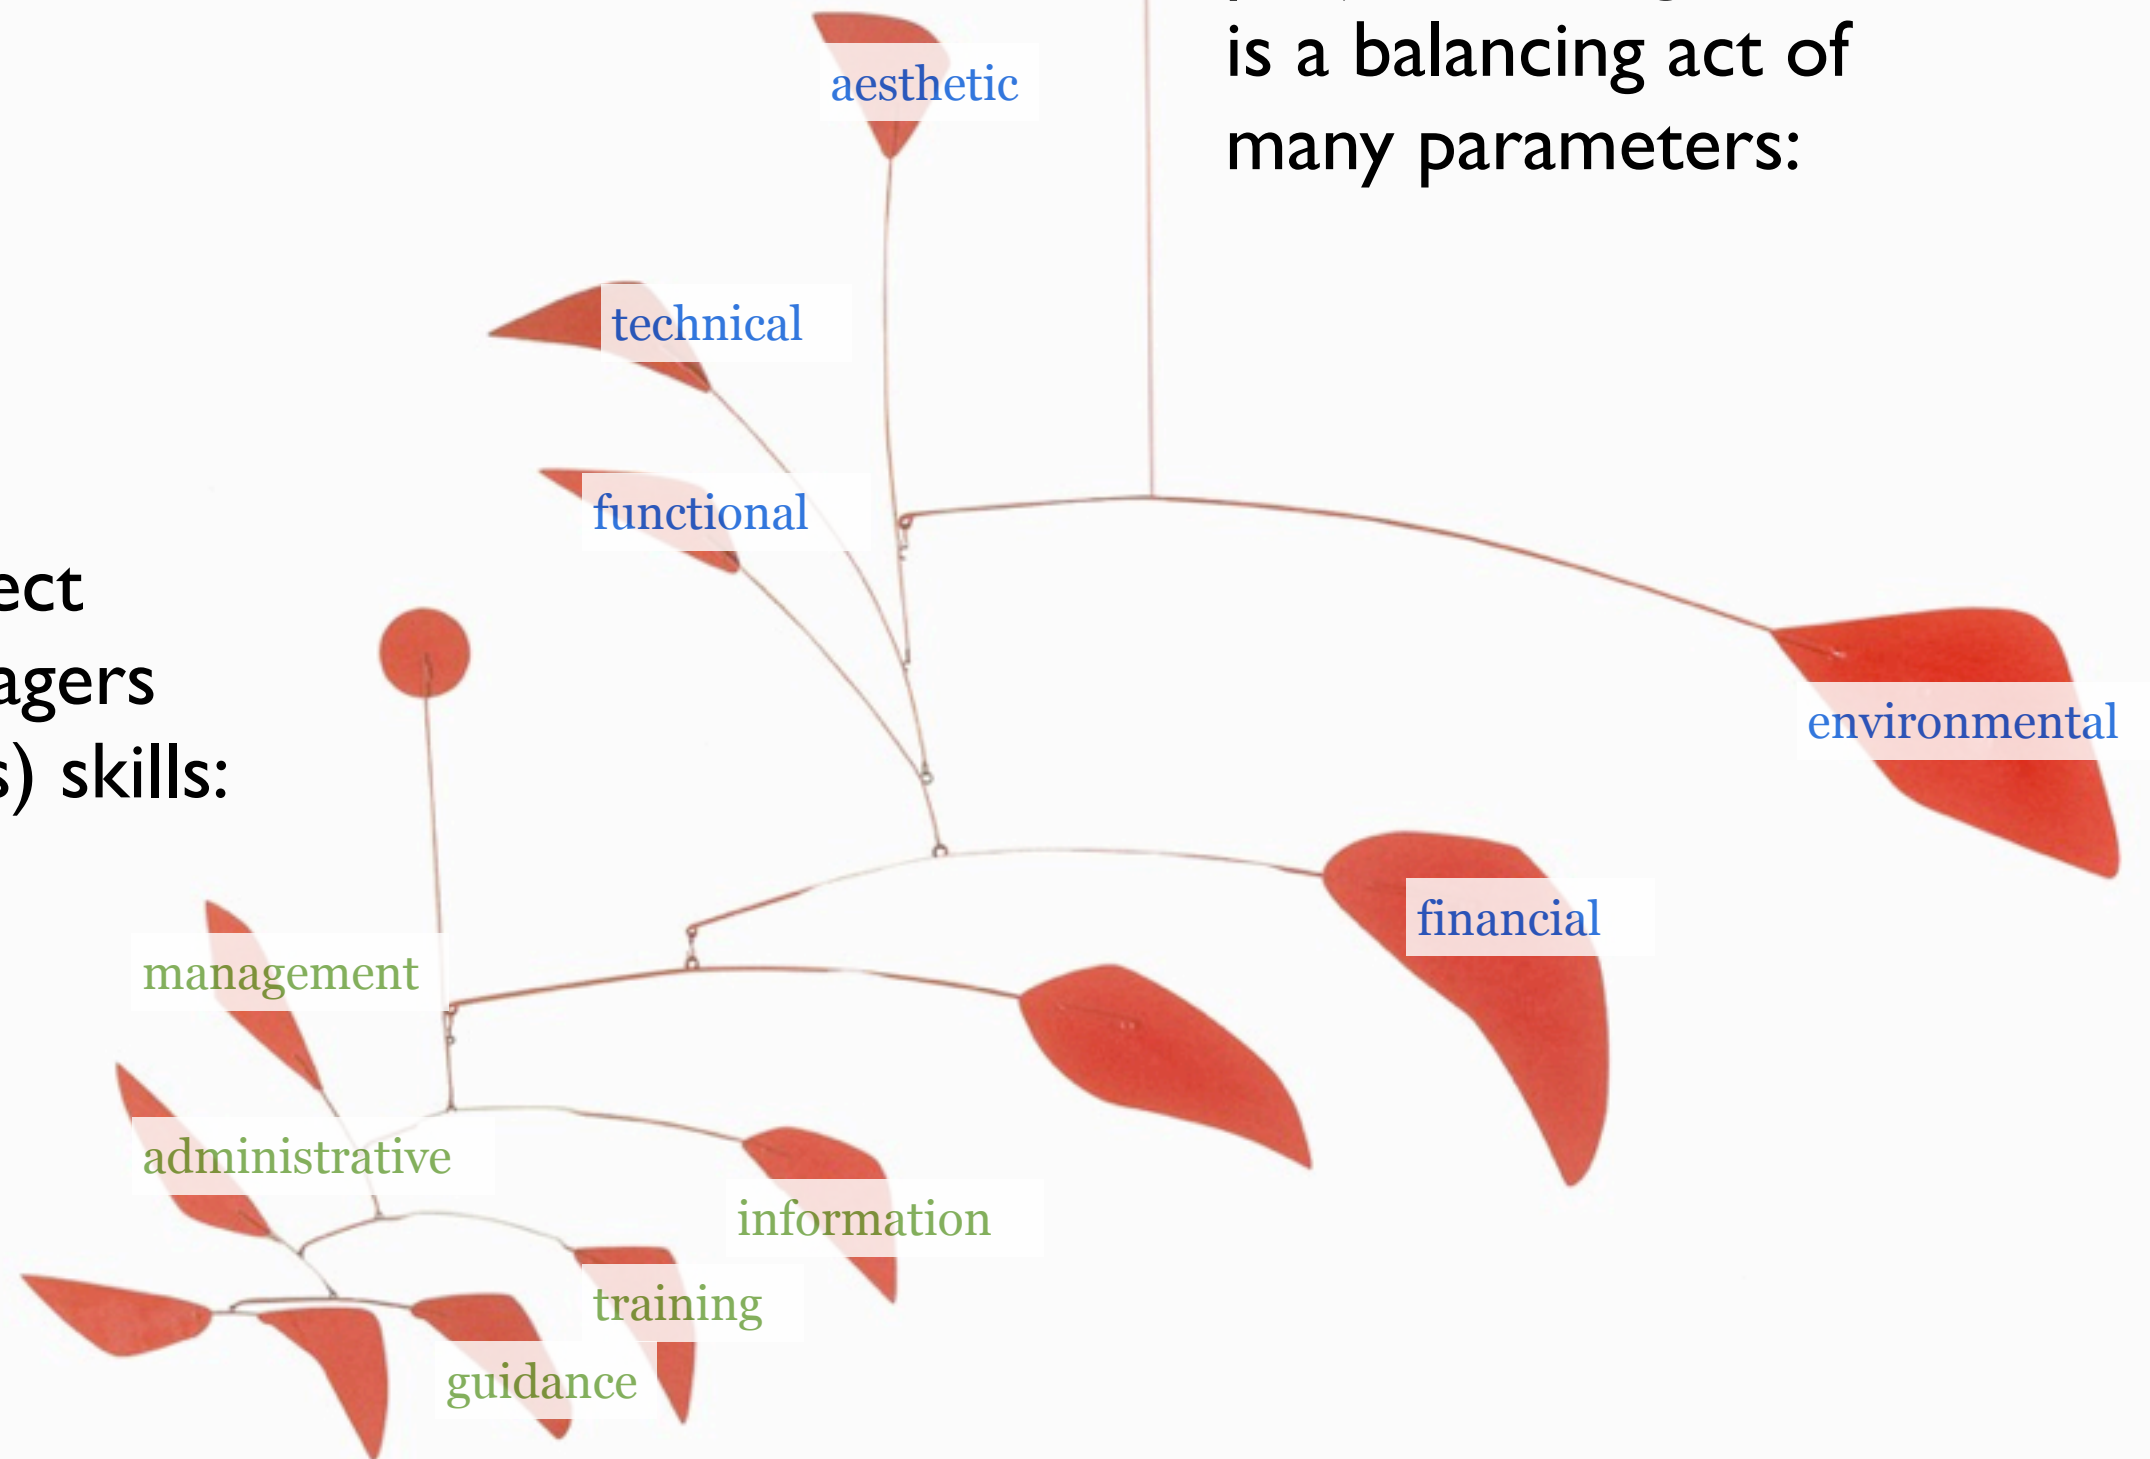 is a balancing act of
many parameters:
aesthetic
technical
functional
environmental
financial
ect
agers
s) skills:
management
administrative
information
training
guidance